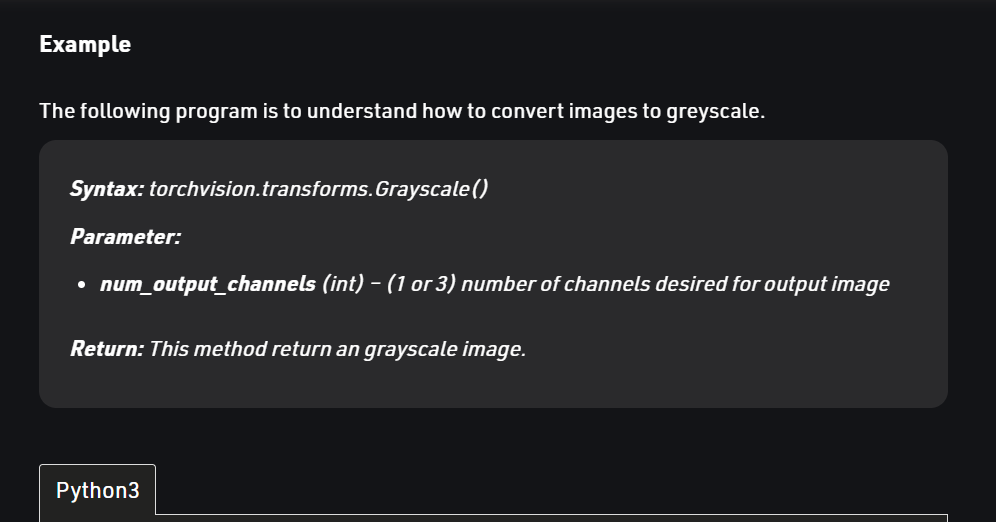 Example
The following program is to understand how to convert images to greyscale.
Syntax: torchvision.transforms.Grayscale()
Parameter:
• num_output_channels (int) – (1 or 3) number of channels desired for output image
Return: This method return an grayscale image.
Python3